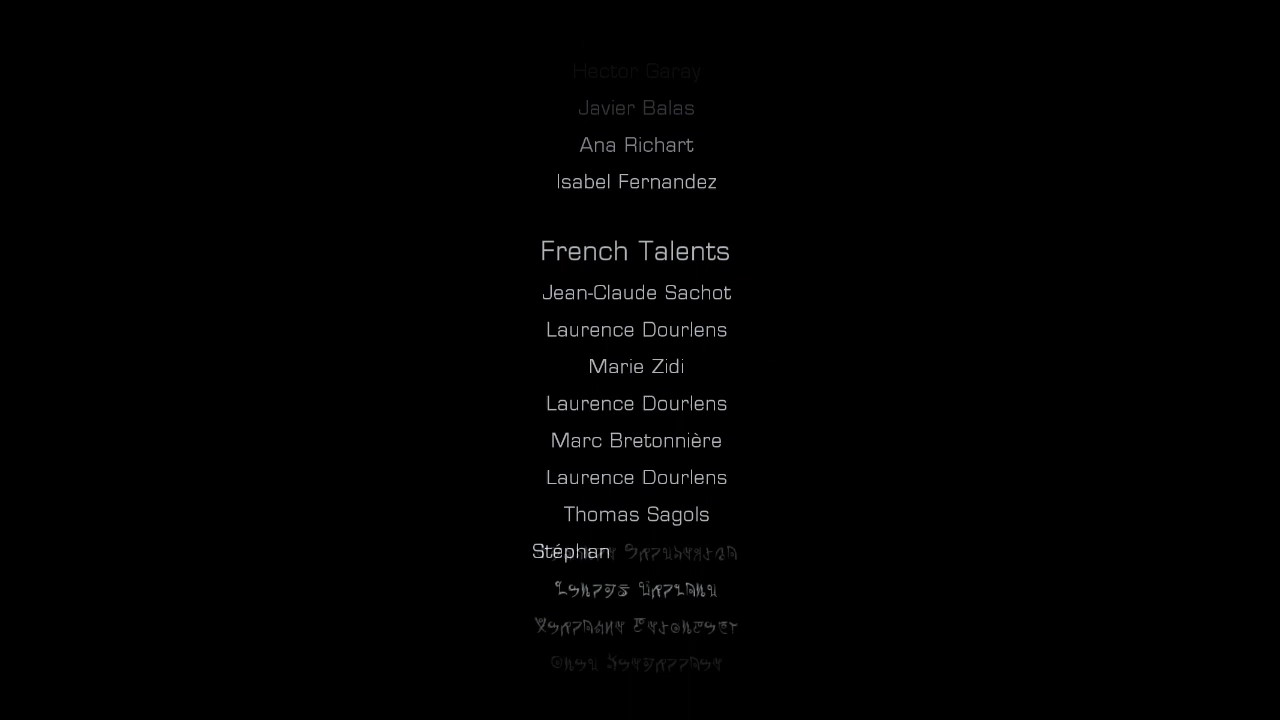 Hector Garay
Javier Balas
Ana Richart
Isabel Fernandez
French Talents
Jean-Claude Sachot
Laurence Dourlens
Marie Zidi
Laurence Dourlens
Marc Bretonnière
Laurence Dourlens
Thomas Sagols
Stéphan